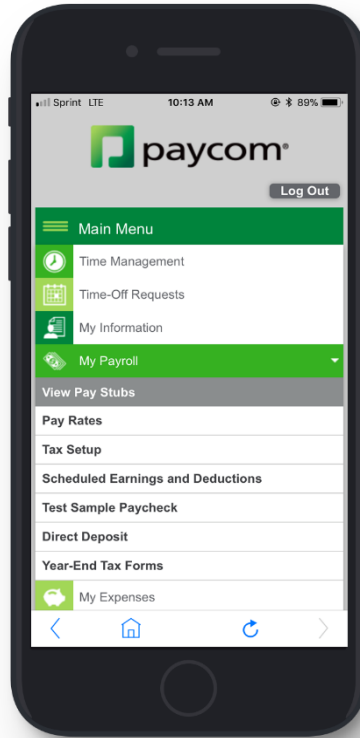 Sprint LTE 10:13 AM 89%
paycom®
Log Out
Main Menu
Time Management
Time-Off Requests
My Information
My Payroll
View Pay Stubs
Pay Rates
Tax Setup
Scheduled Earnings and Deductions
Test Sample Paycheck
Direct Deposit
Year-End Tax Forms
My Expenses